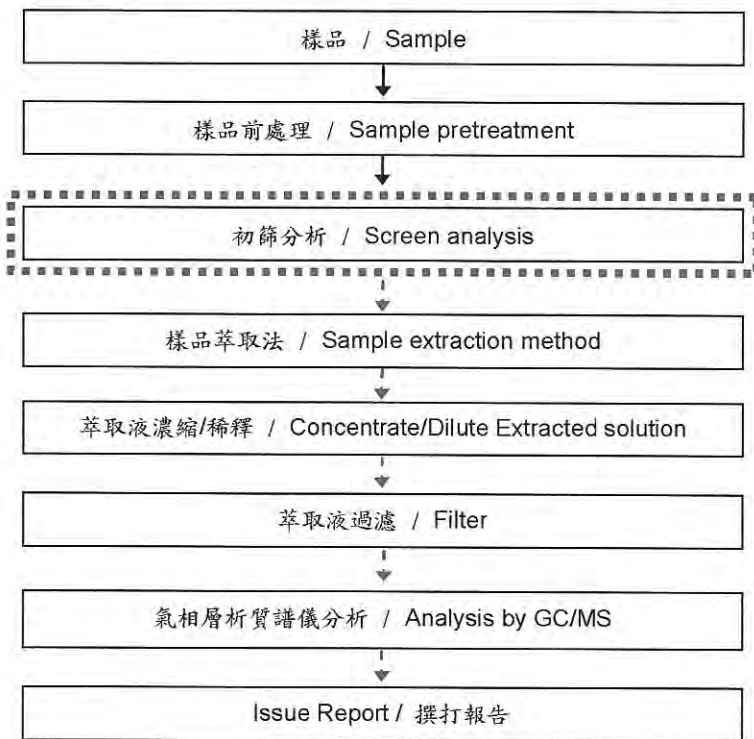 樣品 / Sample
樣品前處理 / Sample pretreatment
初篩分析 / Screen analysis
樣品萃取法 / Sample extraction method
萃取液濃縮/稀釋 / Concentrate/Dilute Extracted solution
萃取液過濾 / Filter
氣相層析質譜儀分析 / Analysis by GC/MS
Issue Report / 撰打報告